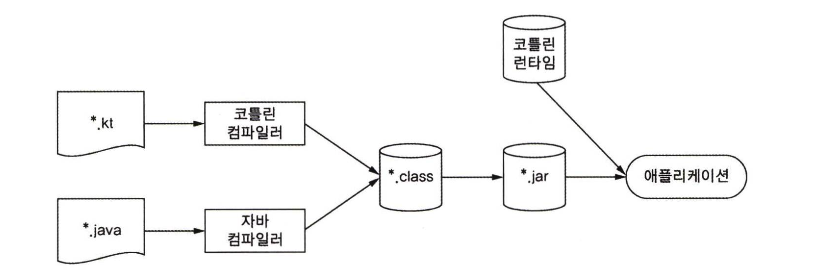 코틀린
런타임
*.kt
코틀린
컴파일러
*.class
*.jar
애플리케이션
*.java
자바
컴파일러